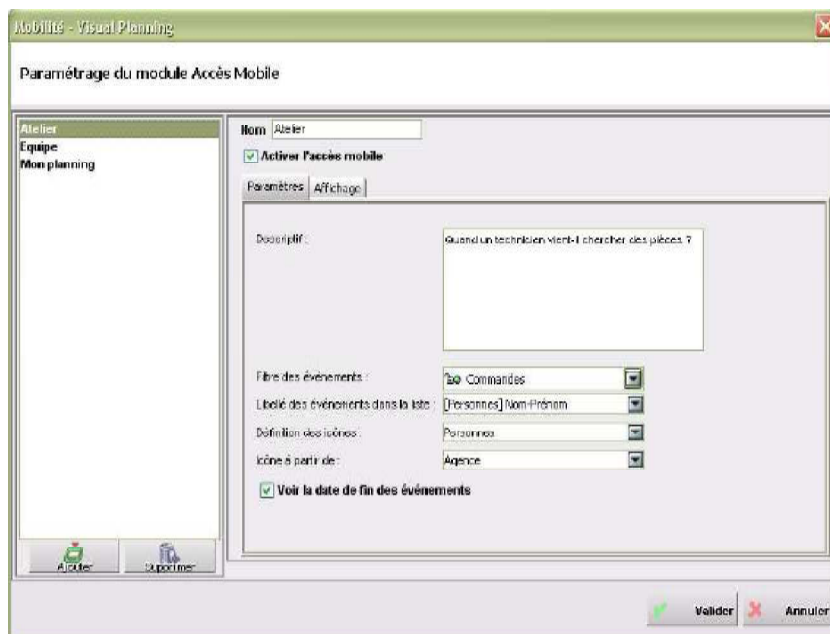 Mobilité - Visual Planning
Paramétrage du module Accès Mobile
Atelier
Equipe
Mon planning
Nom Atelier
Activer l'accès mobile
Paramètres Affichage
Descriptif : Quand un technicien vient-il chercher des pièces ?
Filtre des événements : Commandes
Libellé des événements dans la liste : [Personnes] Nom-Prénom
Définition des icônes : Personnes
Icône à partir de : Agence
Voir la date de fin des événements
Ajouter Supprimer
Valider Annuler